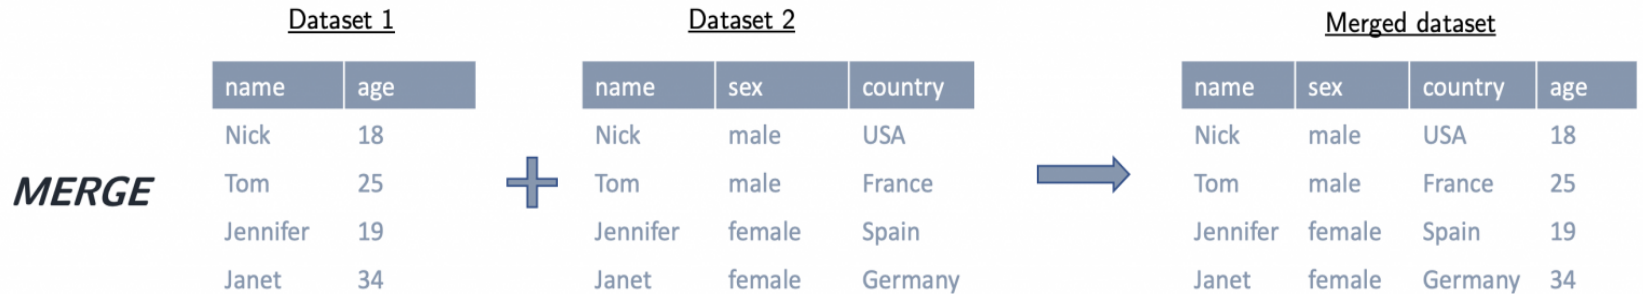 Dataset 1 Dataset 2 Merged dataset
name age name sex country name sex country age
Nick 18 Nick male USA Nick male USA 18
Tom 25 Tom male France Tom male France 25
MERGE
Jennifer 19 Jennifer female Spain Jennifer female Spain 19
Janet 34 Janet female Germany Janet female Germany 34